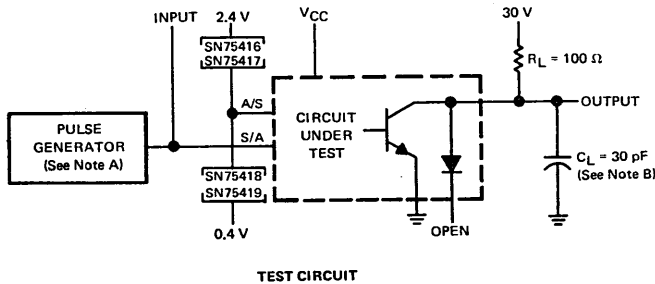 INPUT
2.4 V
VCC
30 V
SN75416
SN75417
RL = 100 Ω
A/S
CIRCUIT
UNDER
TEST
OUTPUT
PULSE
GENERATOR
(See Note A)
S/A
CL = 30 pF
(See Note B)
SN75418
SN75419
0.4 V
OPEN
TEST CIRCUIT